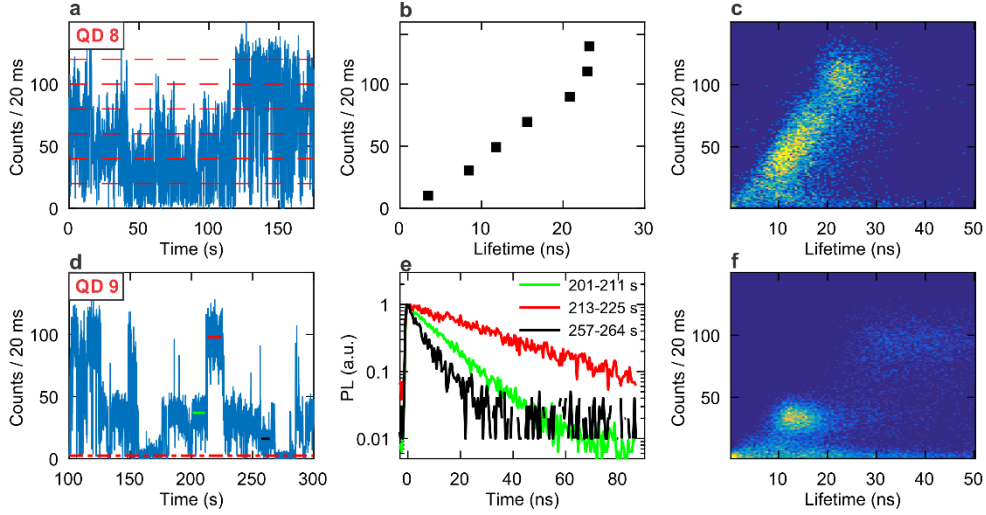 a
QD 8
Counts / 20 ms
100
50
0
0
50
100
150
Time (s)
b
Counts / 20 ms
100
50
0
0
10
20
30
Lifetime (ns)
c
Counts / 20 ms
100
50
10
20
30
40
50
Lifetime (ns)
d
QD 9
Counts / 20 ms
100
50
0
100
150
200
250
300
Time (s)
e
201-211 s
213-225 s
257-264 s
PL (a.u.)
1
0.1
0.01
0
20
40
60
80
Time (ns)
f
Counts / 20 ms
100
50
0
10
20
30
40
50
Lifetime (ns)